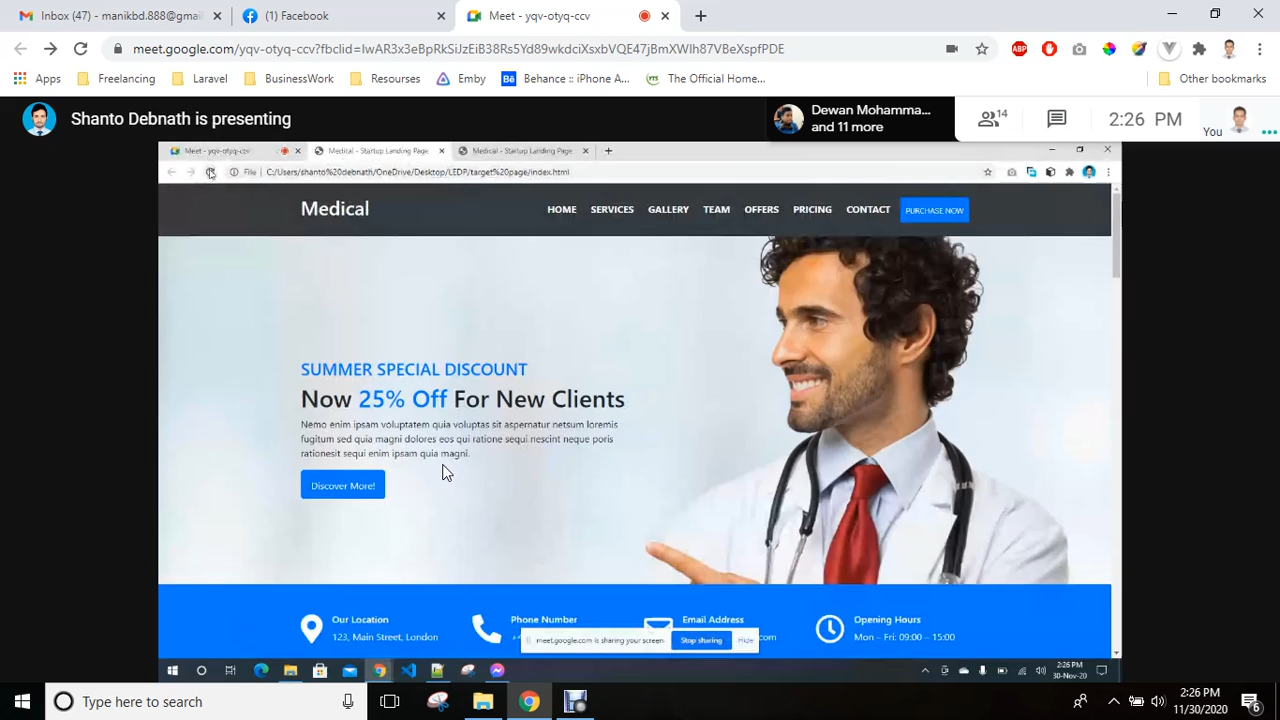 Inbox (47) - manikbd.888@gmai
(1) Facebook
Meet - yqv-otyq-ccv
meet.google.com/yqv-otyq-ccv?fbclid=IwAR3x3eBpRkSiJzEiB38Rs5Yd89wkdciXsxbVQE47jBmXWIh87VBeXspfPDE
ABP
Apps
Freelancing
Laravel
BusinessWork
Resourses
Emby
Bē
Behance :: iPhone A...
YTS
The Official Home...
Other bookmarks
Shanto Debnath is presenting
Dewan Mohamma...
and 11 more
14
2:26 PM
You
Meet - yqv-otyq-ccv
Medical - Startup Landing Page
Medical - Startup Landing Page
File
C:/Users/shanto%20debnath/OneDrive/Desktop/LEDP/target%20page/index.html
Medical
HOME
SERVICES
GALLERY
TEAM
OFFERS
PRICING
CONTACT
PURCHASE NOW
SUMMER SPECIAL DISCOUNT
Now 25% Off For New Clients
Nemo enim ipsam voluptatem quia voluptas sit aspernatur netsum loremis
fugitum sed quia magni dolores eos qui ratione sequi nescint neque poris
rationesit sequi enim ipsam quia magni.
Discover More!
Our Location
123, Main Street, London
Phone Number
Email Address
com
Opening Hours
Mon – Fri: 09:00 – 15:00
meet.google.com is sharing your screen.
Stop sharing
Hide
2:26 PM
30-Nov-20
Type here to search
2:26 PM
11/30/2020
6